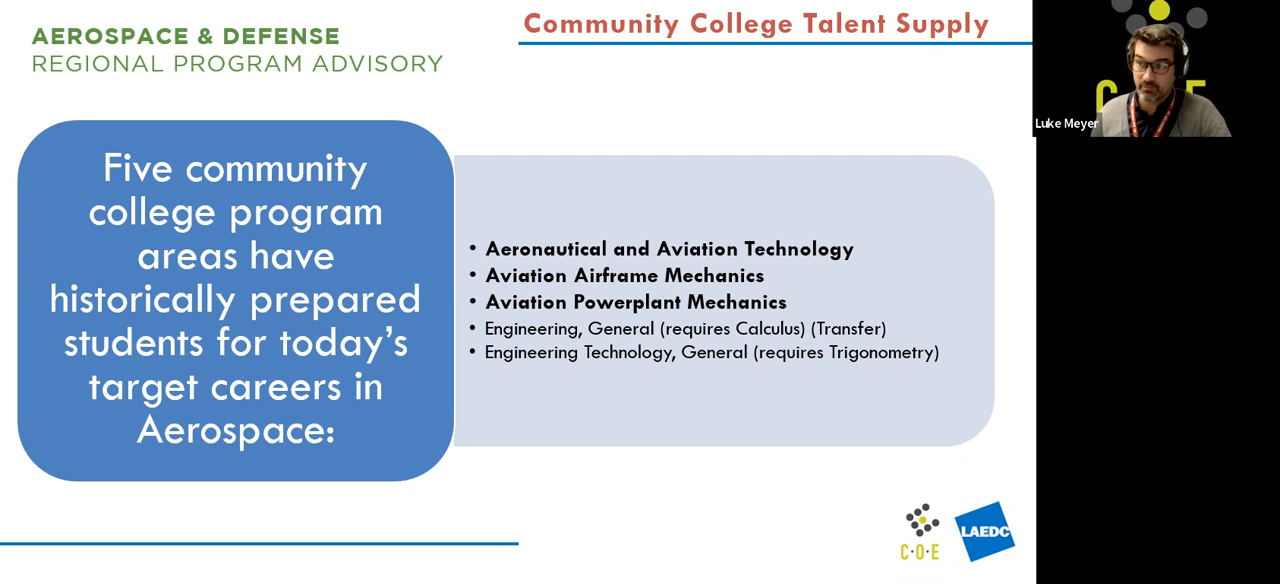 AEROSPACE & DEFENSE
REGIONAL PROGRAM ADVISORY
Community College Talent Supply
Luke Meyer
Five community
college program
areas have
historically prepared
students for today's
target careers in
Aerospace:
• Aeronautical and Aviation Technology
• Aviation Airframe Mechanics
• Aviation Powerplant Mechanics
• Engineering, General (requires Calculus) (Transfer)
• Engineering Technology, General (requires Trigonometry)
C·O·E
LAEDC